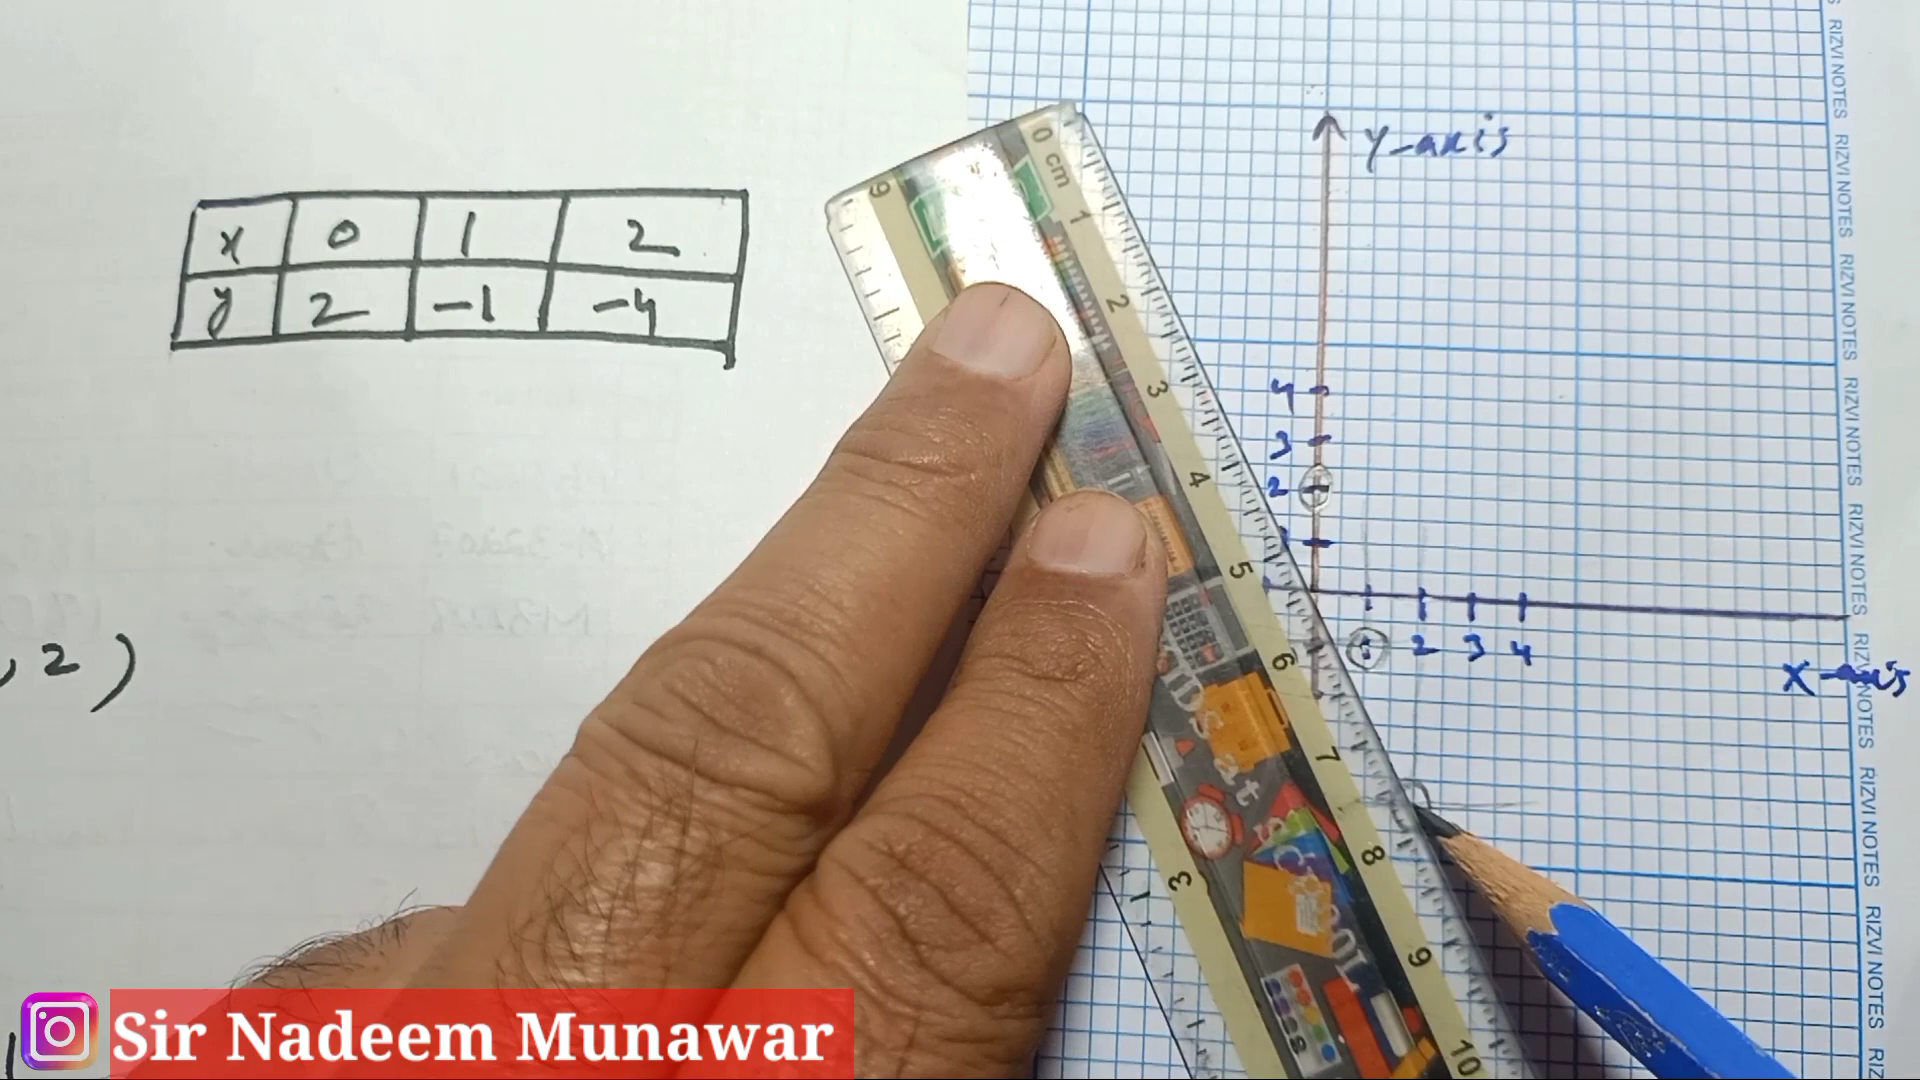 x 0 1 2
y 2 -1 -4
, 2 )
Y-axis
4
3
2
2 3 4
X-axis
0 cm 1 2 3 4 5 6 7 8 9 10
9
3
RIZVI NOTES RIZVI NOTES RIZVI NOTES RIZVI NOTES RIZVI NOTES RIZVI NOTES RIZVI NOTES RIZVI NOTES
Sir Nadeem Munawar